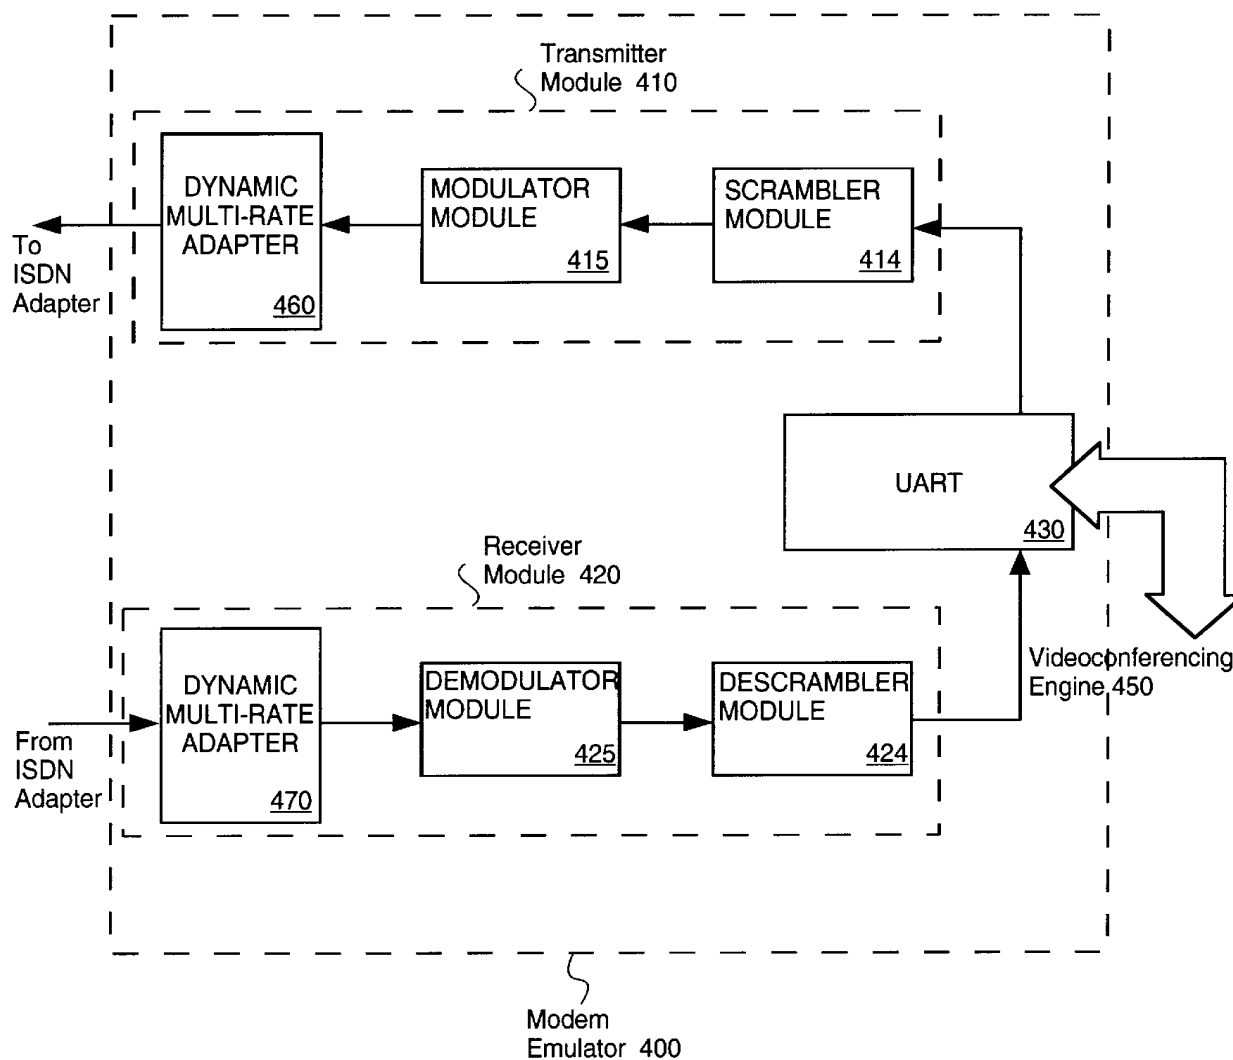 Transmitter
Module 410
DYNAMIC
MULTI-RATE
ADAPTER
460
MODULATOR
MODULE
415
SCRAMBLER
MODULE
414
To
ISDN
Adapter
UART
430
Receiver
Module 420
DYNAMIC
MULTI-RATE
ADAPTER
470
DEMODULATOR
MODULE
425
DESCRAMBLER
MODULE
424
Videoconferencing
Engine 450
From
ISDN
Adapter
Modem
Emulator 400